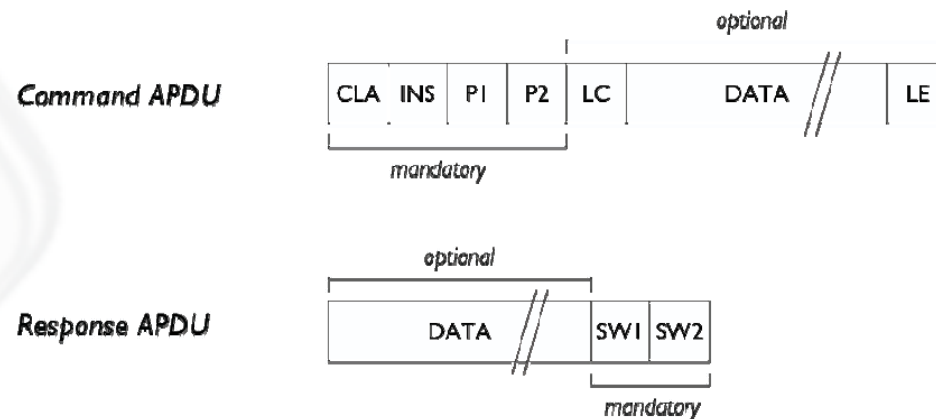 optional
Command APDU CLA INS P1 P2 LC DATA LE
mandatory
optional
Response APDU DATA SW1 SW2
mandatory